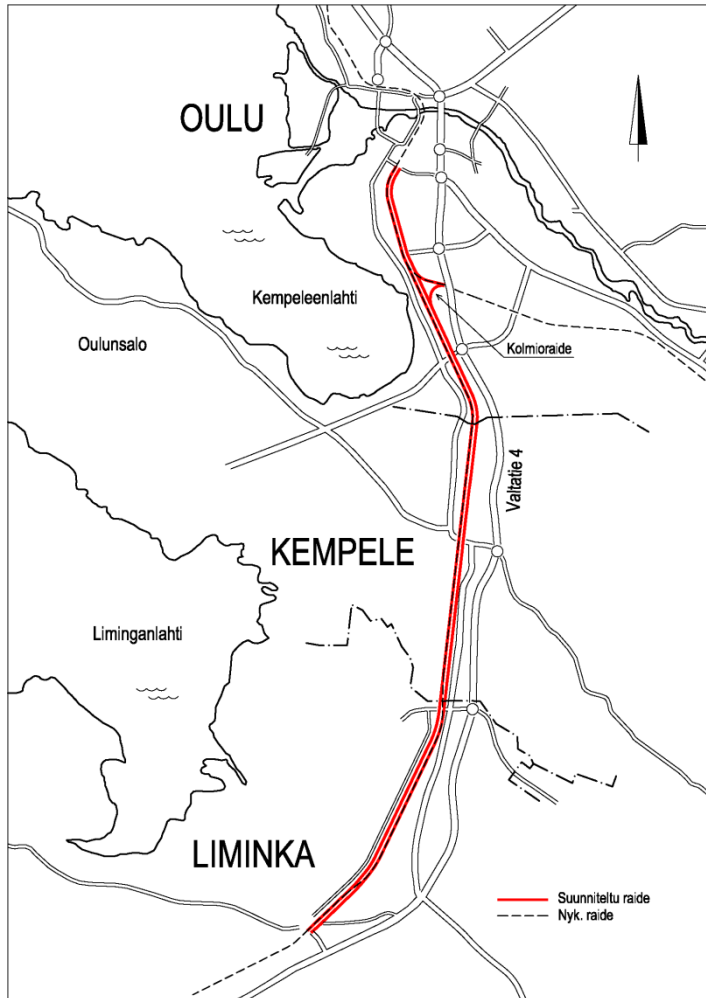 OULU
Kempeleenlahti
Oulunsalo
Kolmioraide
Valtatie 4
KEMPELE
Liminganlahti
LIMINKA
Suunniteltu raide
Nyk. raide